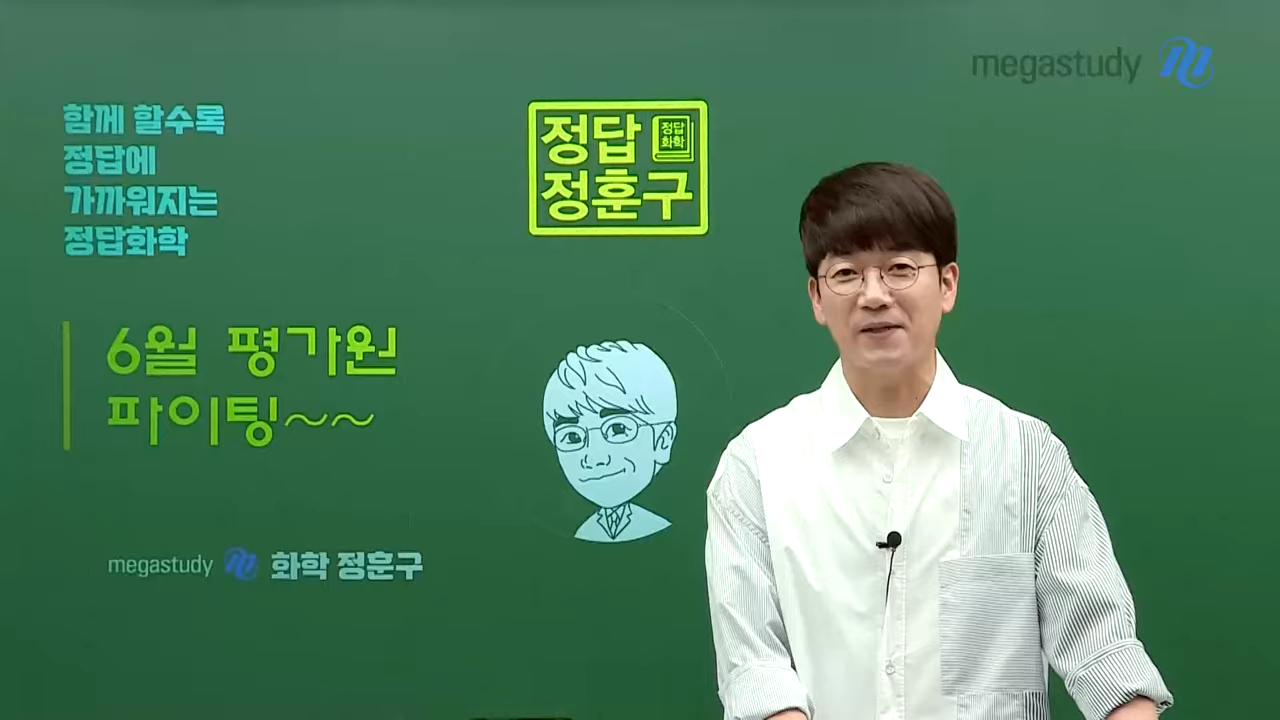 megastudy
함께 할수록
정답에
가까워지는
정답화학
정답
정답
화학
정훈구
6월 평가원
파이팅~~
megastudy 화학 정훈구